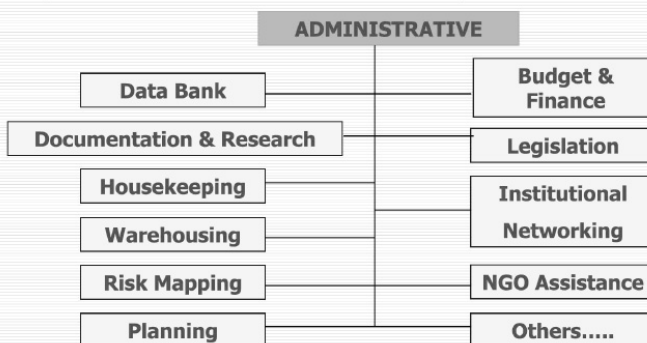 ADMINISTRATIVE
Data Bank
Budget &
Finance
Documentation & Research
Legislation
Housekeeping
Institutional
Networking
Warehousing
Risk Mapping
NGO Assistance
Planning
Others.....